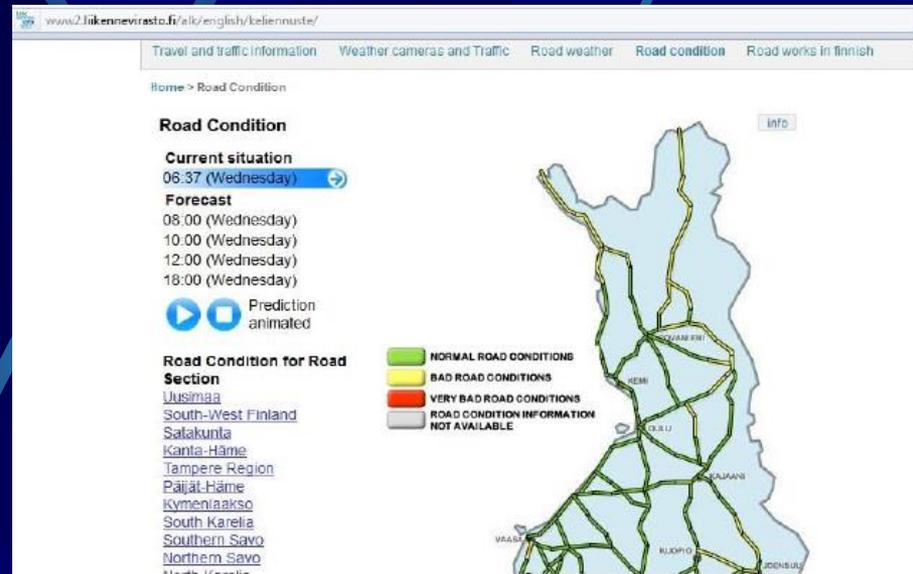 www2.liikennevirasto.fi/alk/english/keliennuste/
Travel and traffic information Weather cameras and Traffic Road weather Road condition Road works in finnish
Home > Road Condition
Road Condition
info
Current situation
06:37 (Wednesday)
Forecast
08:00 (Wednesday)
10:00 (Wednesday)
12:00 (Wednesday)
18:00 (Wednesday)
Prediction
animated
Road Condition for Road
Section
Uusimaa
South-West Finland
Satakunta
Kanta-Häme
Tampere Region
Päijät-Häme
Kymenlaakso
South Karelia
Southern Savo
Northern Savo
North Karelia
NORMAL ROAD CONDITIONS
BAD ROAD CONDITIONS
VERY BAD ROAD CONDITIONS
ROAD CONDITION INFORMATION
NOT AVAILABLE
ROVANIEMI
KEMI
OULU
KAJAANI
VAASA
KUOPIO
JOENSUU